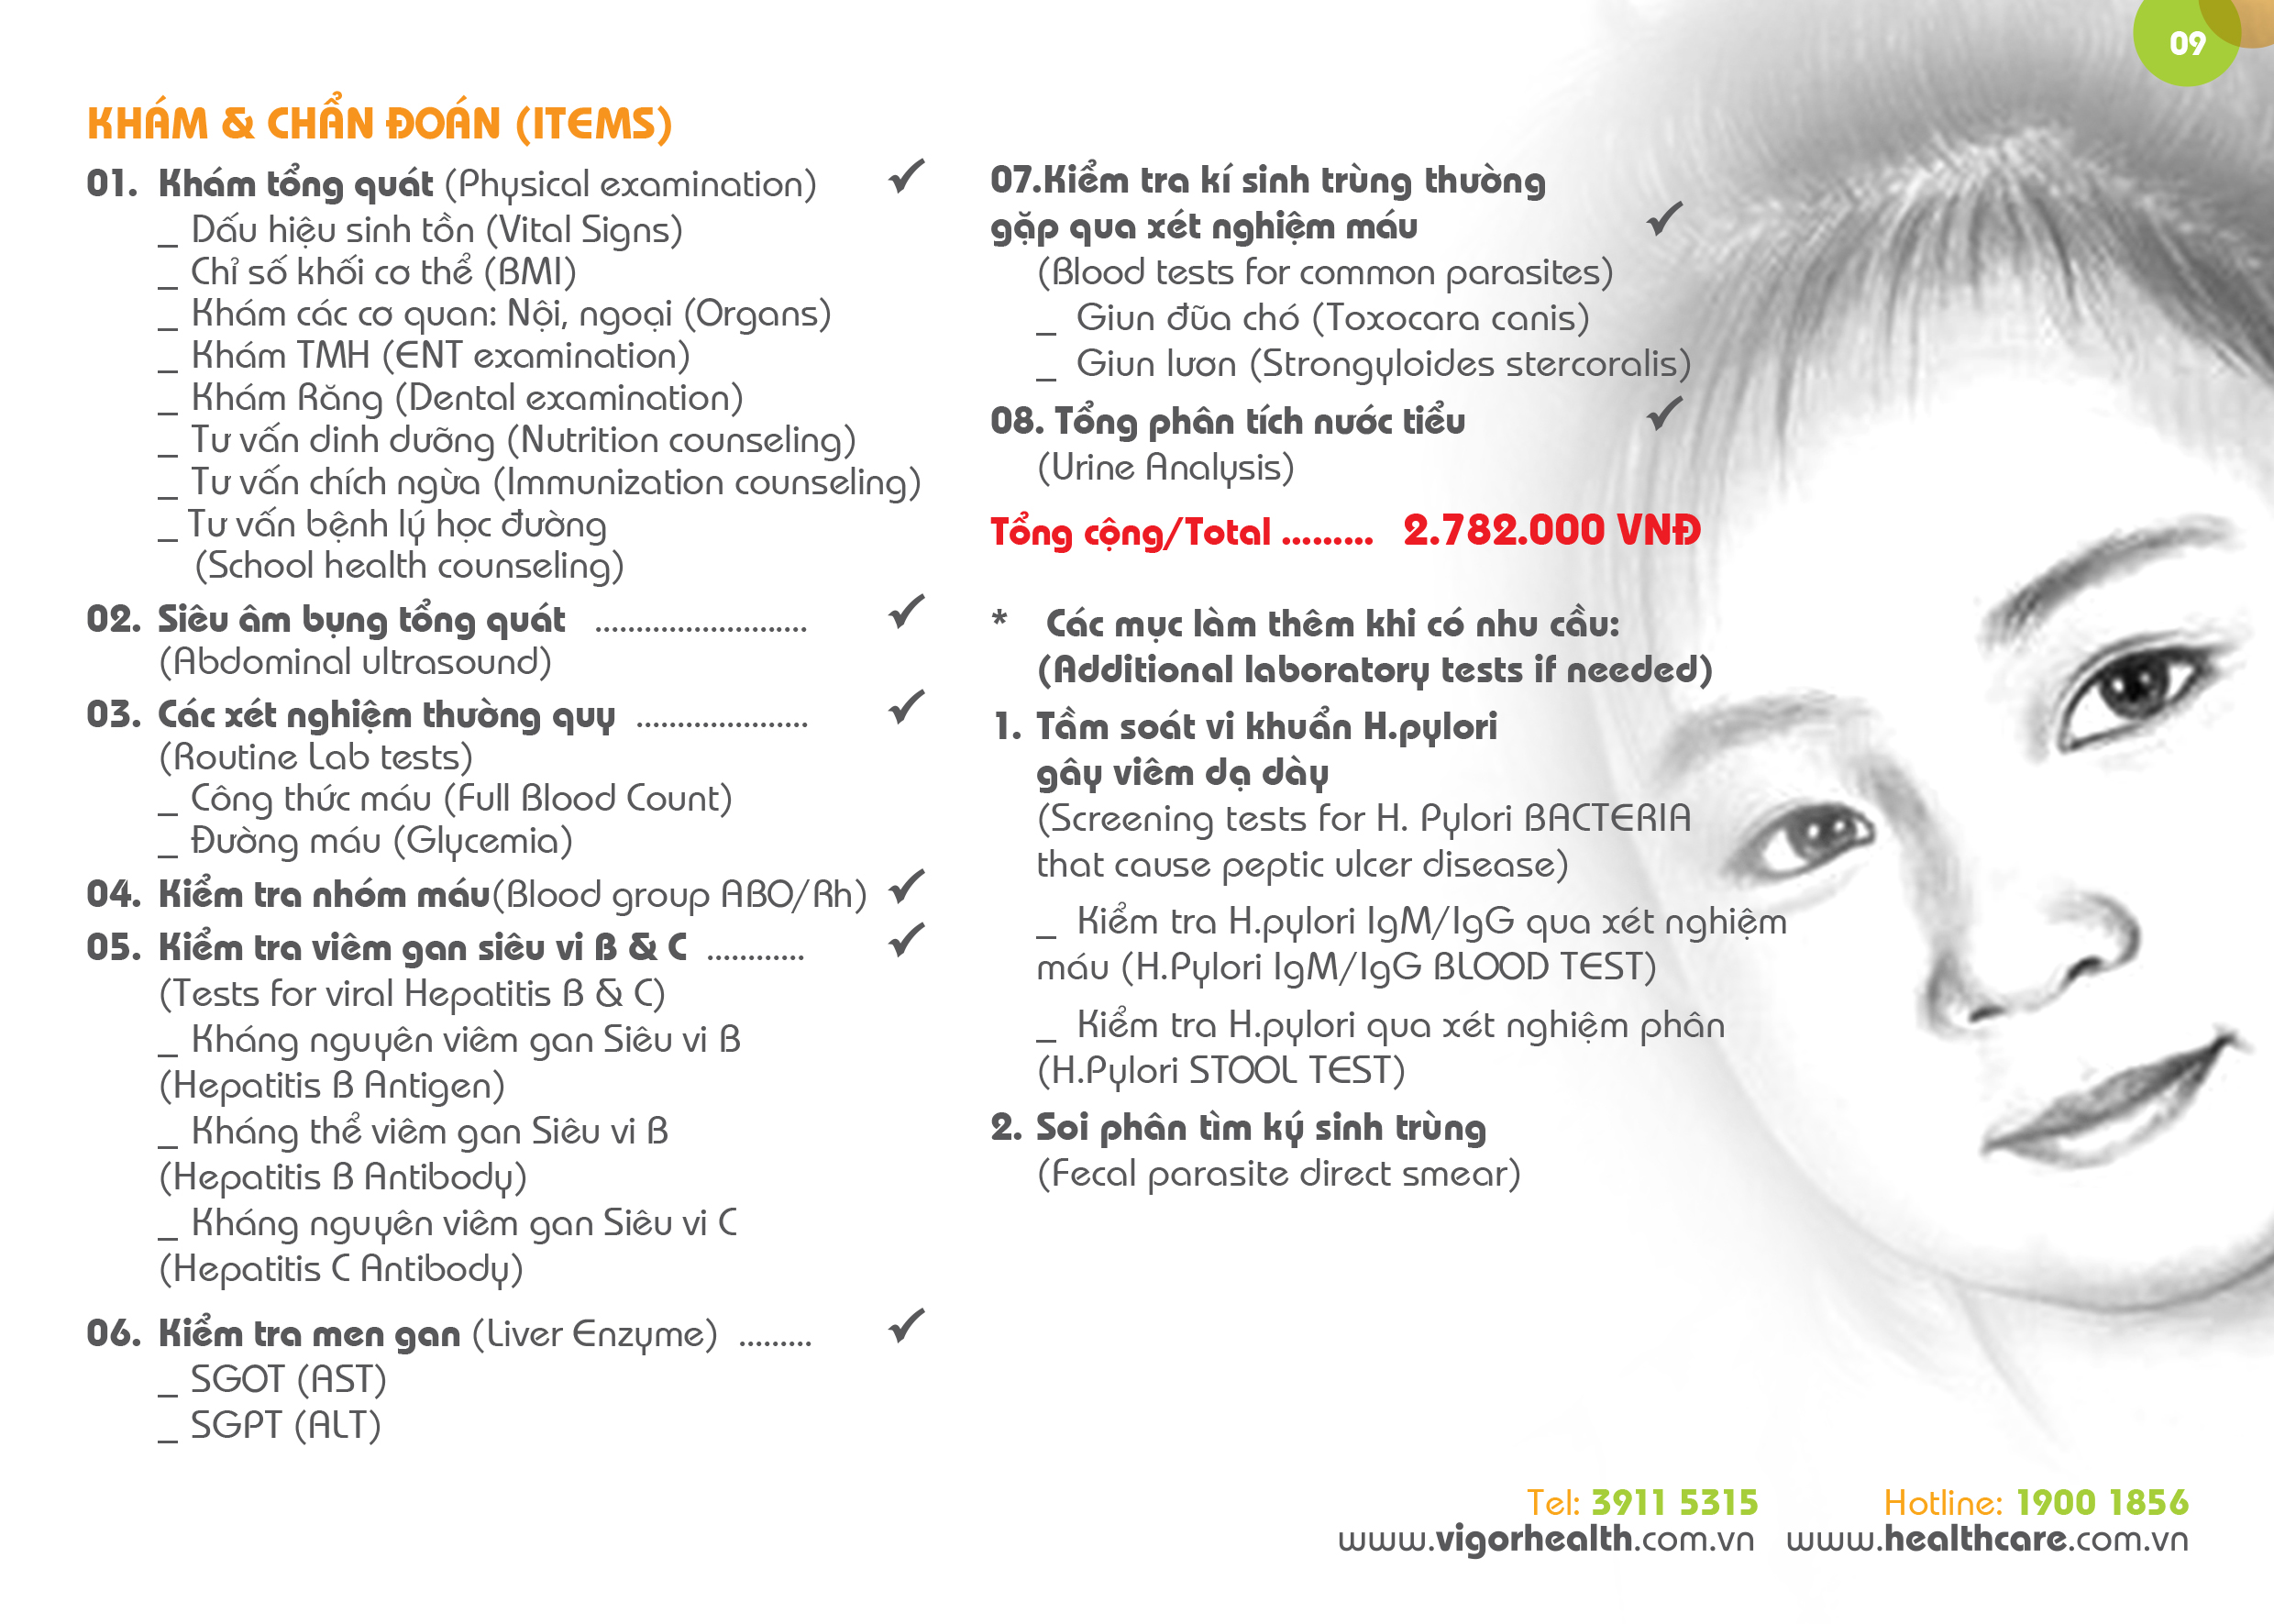 09
KHÁM & CHẨN ĐOÁN (ITEMS)
01. Khám tổng quát (Physical examination) ✓
_ Dấu hiệu sinh tồn (Vital Signs)
_ Chỉ số khối cơ thể (BMI)
_ Khám các cơ quan: Nội, ngoại (Organs)
_ Khám TMH (ENT examination)
_ Khám Răng (Dental examination)
_ Tư vấn dinh dưỡng (Nutrition counseling)
_ Tư vấn chích ngừa (Immunization counseling)
_ Tư vấn bệnh lý học đường
(School health counseling)
02. Siêu âm bụng tổng quát .......................... ✓
(Abdominal ultrasound)
03. Các xét nghiệm thường quy ..................... ✓
(Routine Lab tests)
_ Công thức máu (Full Blood Count)
_ Đường máu (Glycemia)
04. Kiểm tra nhóm máu(Blood group ABO/Rh) ✓
05. Kiểm tra viêm gan siêu vi B & C ............ ✓
(Tests for viral Hepatitis B & C)
_ Kháng nguyên viêm gan Siêu vi B
(Hepatitis B Antigen)
_ Kháng thể viêm gan Siêu vi B
(Hepatitis B Antibody)
_ Kháng nguyên viêm gan Siêu vi C
(Hepatitis C Antibody)
06. Kiểm tra men gan (Liver Enzyme) ......... ✓
_ SGOT (AST)
_ SGPT (ALT)
07.Kiểm tra kí sinh trùng thường
gặp qua xét nghiệm máu ✓
(Blood tests for common parasites)
_ Giun đũa chó (Toxocara canis)
_ Giun lươn (Strongyloides stercoralis)
08. Tổng phân tích nước tiểu ✓
(Urine Analysis)
Tổng cộng/Total ......... 2.782.000 VNĐ
* Các mục làm thêm khi có nhu cầu:
(Additional laboratory tests if needed)
1. Tầm soát vi khuẩn H.pylori
gây viêm dạ dày
(Screening tests for H. Pylori BACTERIA
that cause peptic ulcer disease)
_ Kiểm tra H.pylori IgM/IgG qua xét nghiệm
máu (H.Pylori IgM/IgG BLOOD TEST)
_ Kiểm tra H.pylori qua xét nghiệm phân
(H.Pylori STOOL TEST)
2. Soi phân tìm ký sinh trùng
(Fecal parasite direct smear)
Tel: 3911 5315 Hotline: 1900 1856
www.vigorhealth.com.vn www.healthcare.com.vn